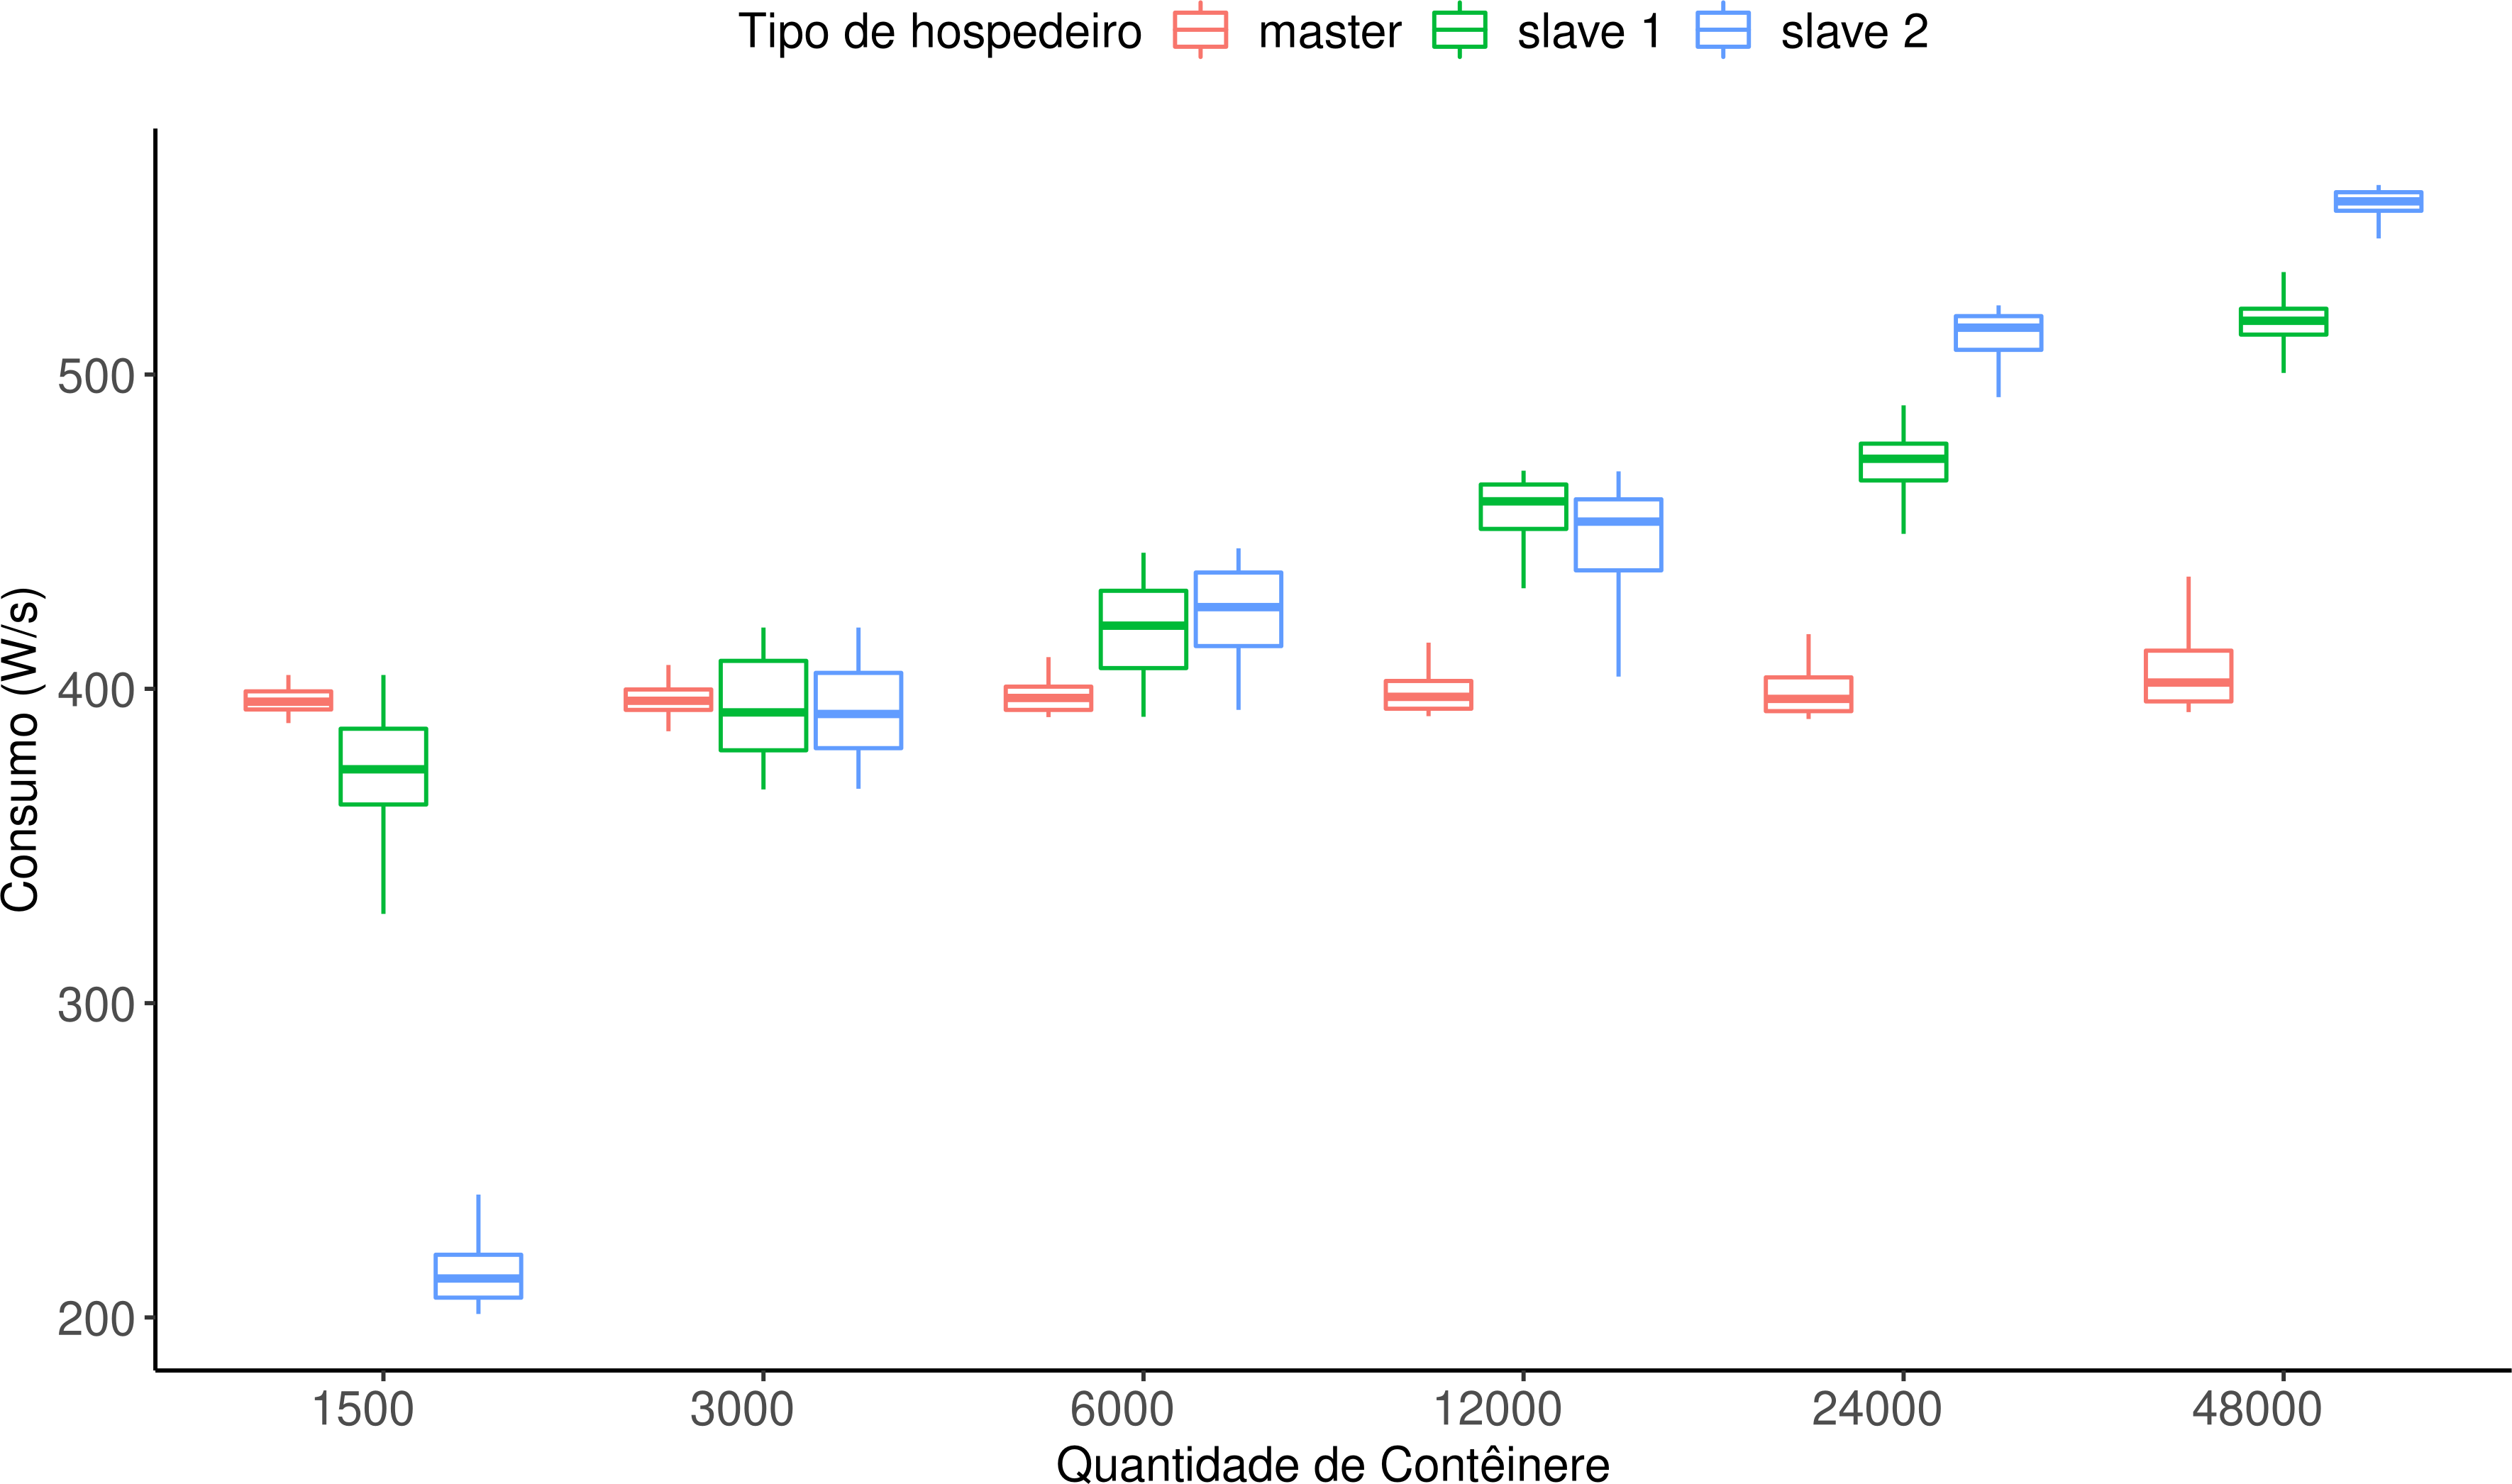 Tipo de hospedeiro master slave 1 slave 2
Consumo (W/s)
500
400
300
200
1500 3000 6000 12000 24000 48000
Quantidade de Contêinere